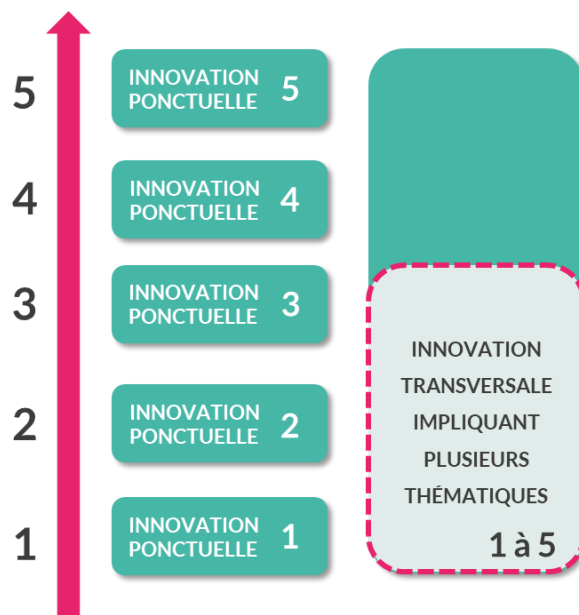 5
INNOVATION
PONCTUELLE 5
4
INNOVATION
PONCTUELLE 4
3
INNOVATION
PONCTUELLE 3
2
INNOVATION
PONCTUELLE 2
1
INNOVATION
PONCTUELLE 1
INNOVATION
TRANSVERSALE
IMPLIQUANT
PLUSIEURS
THÉMATIQUES
1 à 5